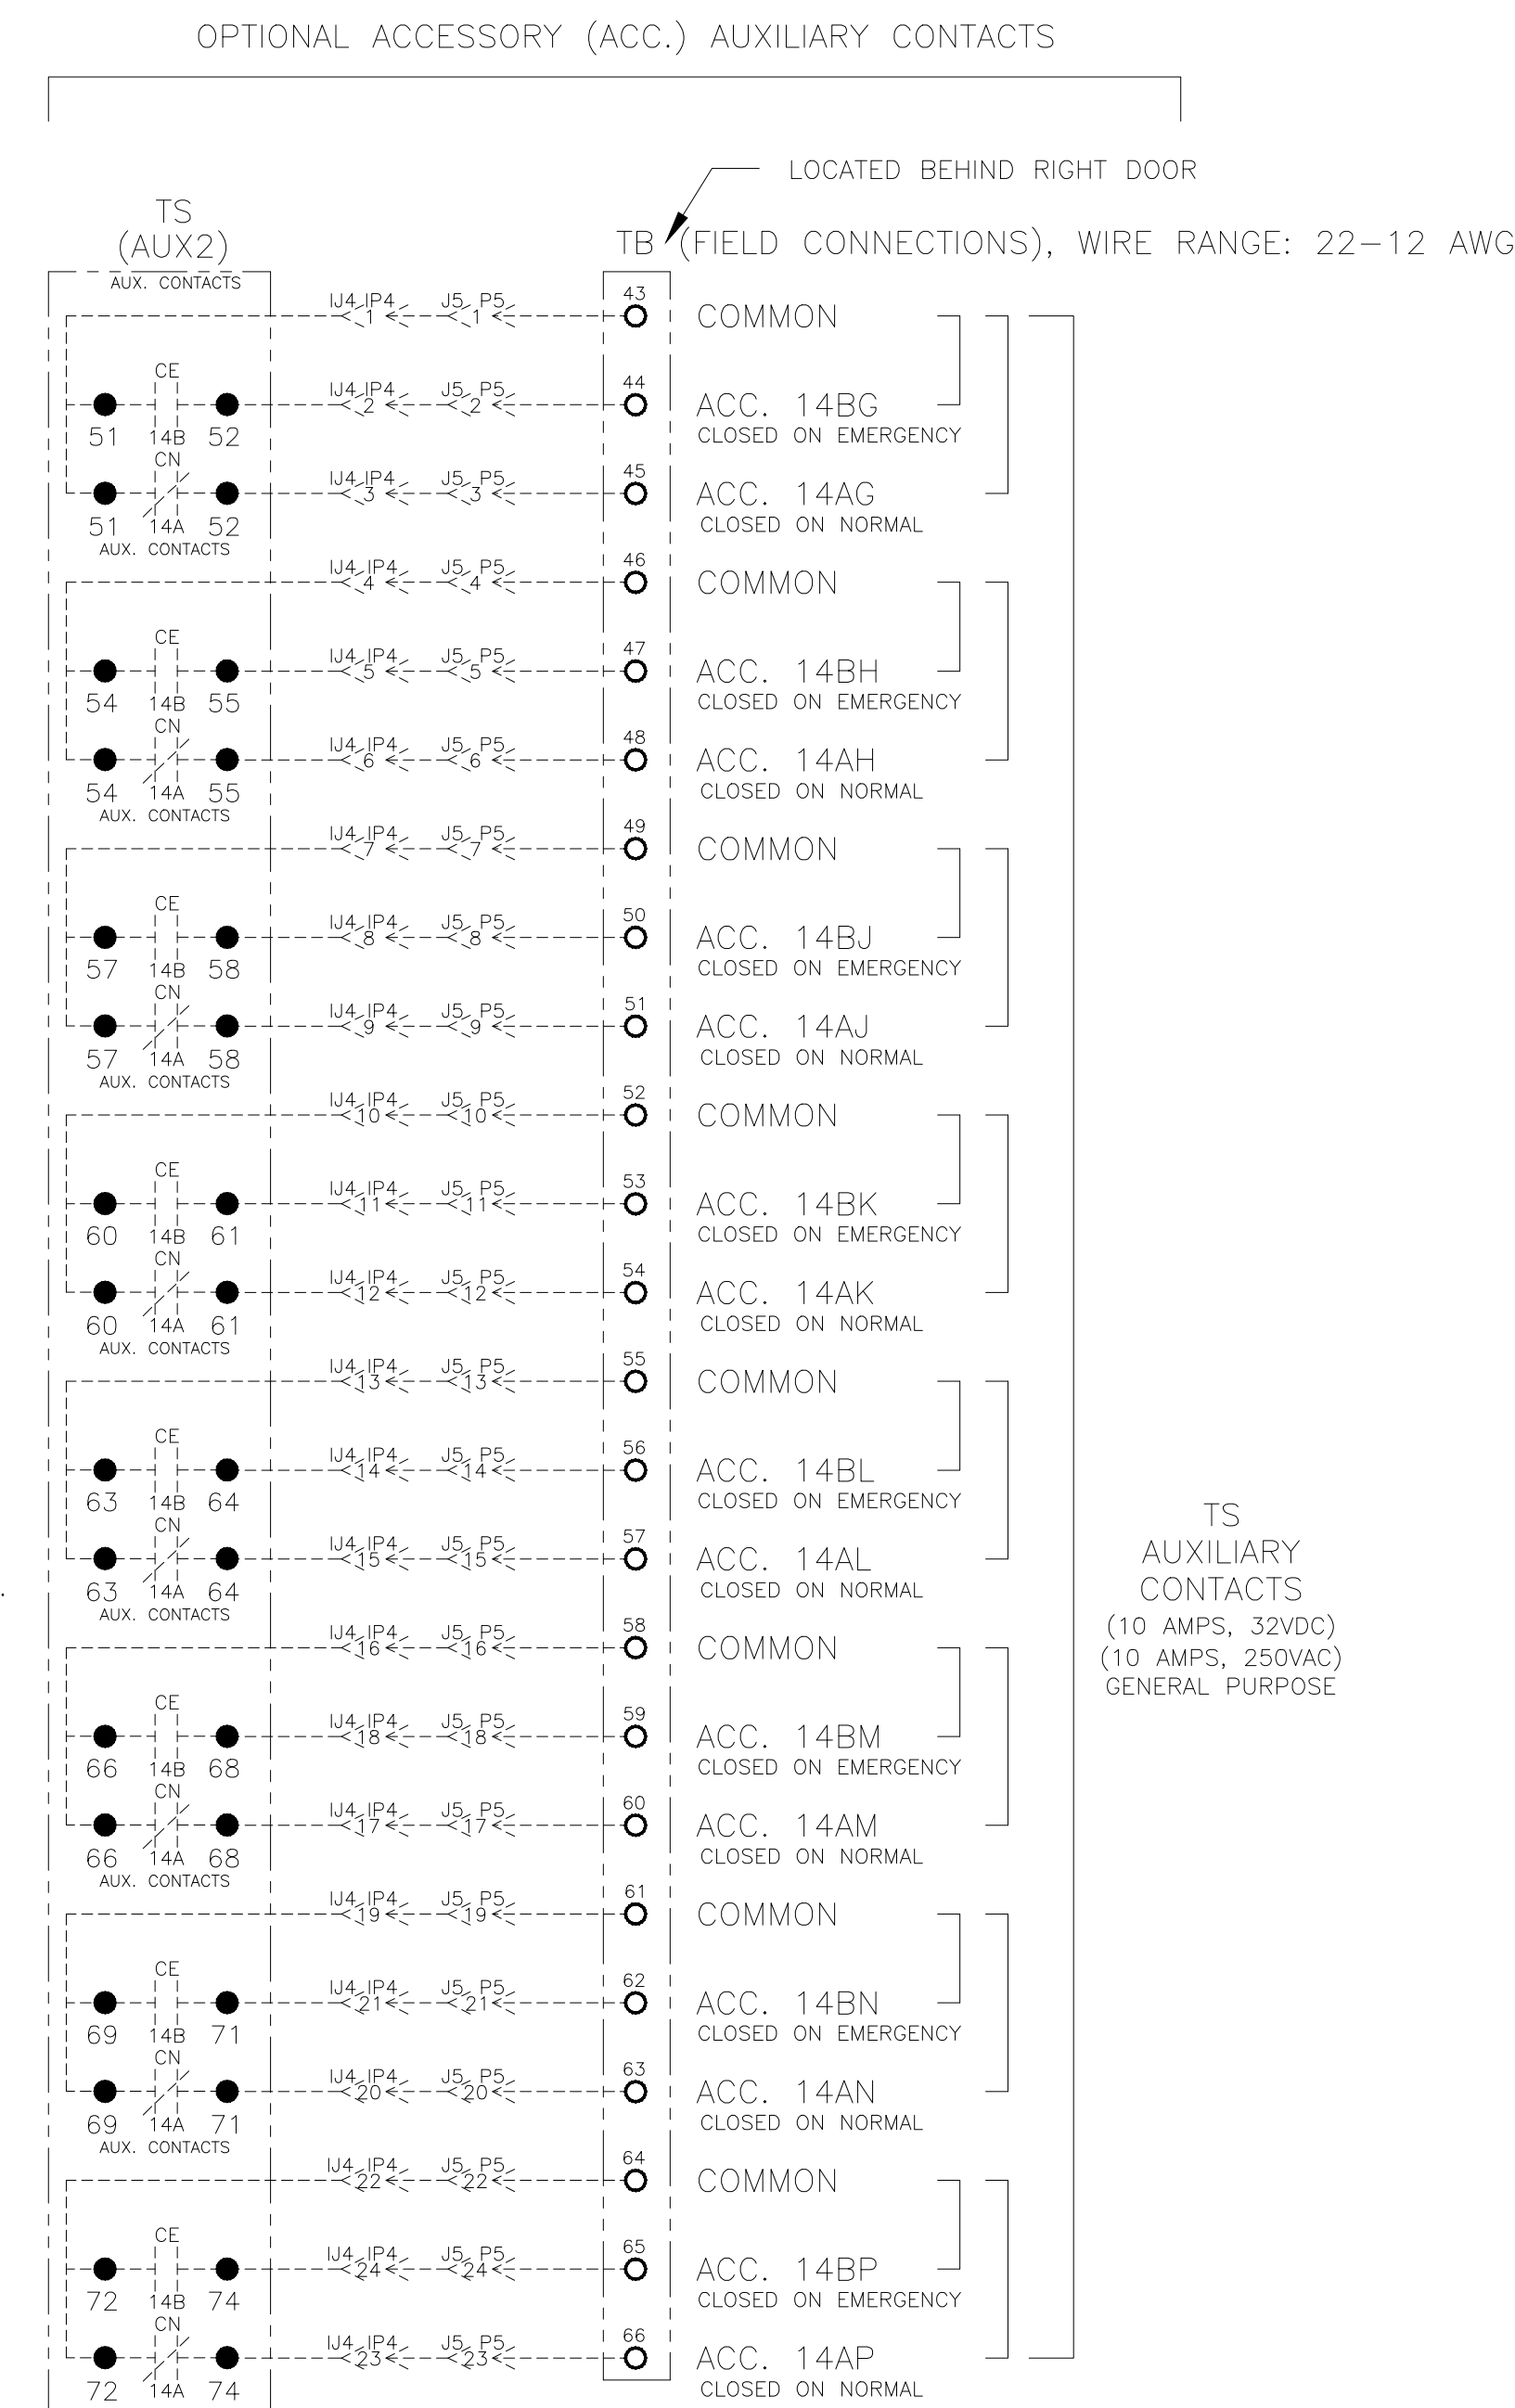 OPTIONAL ACCESSORY (ACC.) AUXILIARY CONTACTS
LOCATED BEHIND RIGHT DOOR
TS
(AUX2)
TB (FIELD CONNECTIONS), WIRE RANGE: 22-12 AWG
AUX. CONTACTS
IJ4 IP4 J5 P5 43
1 1 COMMON
CE IJ4 IP4 J5 P5 44
2 2 ACC. 14BG
51 14B 52 CLOSED ON EMERGENCY
CN IJ4 IP4 J5 P5 45
3 3 ACC. 14AG
51 14A 52 CLOSED ON NORMAL
AUX. CONTACTS
IJ4 IP4 J5 P5 46
4 4 COMMON
CE IJ4 IP4 J5 P5 47
5 5 ACC. 14BH
54 14B 55 CLOSED ON EMERGENCY
CN IJ4 IP4 J5 P5 48
6 6 ACC. 14AH
54 14A 55 CLOSED ON NORMAL
AUX. CONTACTS
IJ4 IP4 J5 P5 49
7 7 COMMON
CE IJ4 IP4 J5 P5 50
8 8 ACC. 14BJ
57 14B 58 CLOSED ON EMERGENCY
CN IJ4 IP4 J5 P5 51
9 9 ACC. 14AJ
57 14A 58 CLOSED ON NORMAL
AUX. CONTACTS
IJ4 IP4 J5 P5 52
10 10 COMMON
CE IJ4 IP4 J5 P5 53
11 11 ACC. 14BK
60 14B 61 CLOSED ON EMERGENCY
CN IJ4 IP4 J5 P5 54
12 12 ACC. 14AK
60 14A 61 CLOSED ON NORMAL
AUX. CONTACTS
IJ4 IP4 J5 P5 55
13 13 COMMON
CE IJ4 IP4 J5 P5 56
14 14 ACC. 14BL
63 14B 64 CLOSED ON EMERGENCY
CN IJ4 IP4 J5 P5 57
15 15 ACC. 14AL
63 14A 64 CLOSED ON NORMAL
AUX. CONTACTS
IJ4 IP4 J5 P5 58
16 16 COMMON
CE IJ4 IP4 J5 P5 59
18 18 ACC. 14BM
66 14B 68 CLOSED ON EMERGENCY
CN IJ4 IP4 J5 P5 60
17 17 ACC. 14AM
66 14A 68 CLOSED ON NORMAL
AUX. CONTACTS
IJ4 IP4 J5 P5 61
19 19 COMMON
CE IJ4 IP4 J5 P5 62
21 21 ACC. 14BN
69 14B 71 CLOSED ON EMERGENCY
CN IJ4 IP4 J5 P5 63
20 20 ACC. 14AN
69 14A 71 CLOSED ON NORMAL
AUX. CONTACTS
IJ4 IP4 J5 P5 64
22 22 COMMON
CE IJ4 IP4 J5 P5 65
24 24 ACC. 14BP
72 14B 74 CLOSED ON EMERGENCY
CN IJ4 IP4 J5 P5 66
23 23 ACC. 14AP
72 14A 74 CLOSED ON NORMAL
TS
AUXILIARY
CONTACTS
(10 AMPS, 32VDC)
(10 AMPS, 250VAC)
GENERAL PURPOSE